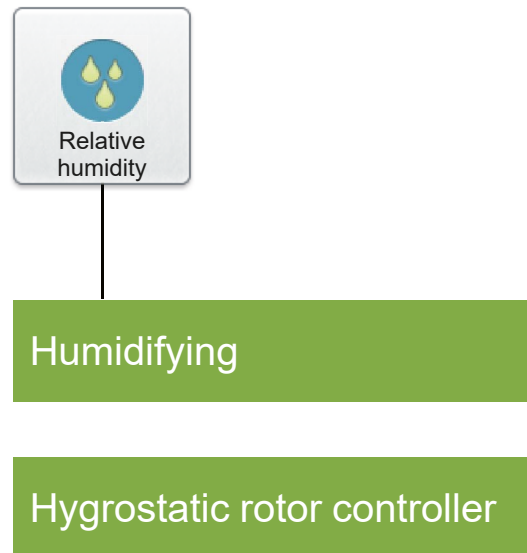 Relative
humidity
Humidifying
Hygrostatic rotor controller